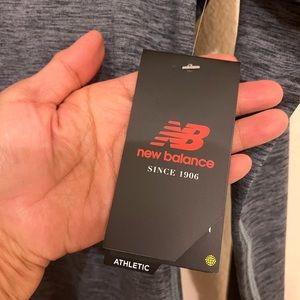 NB
new balance
SINCE 1906
ATHLETIC